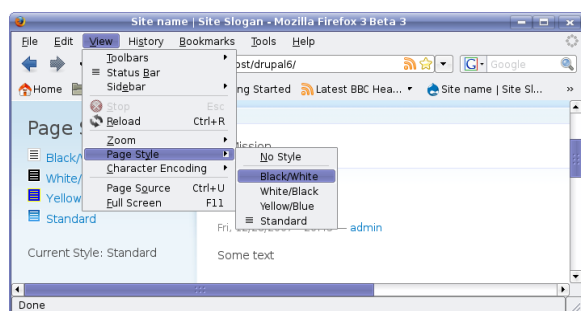 Site name | Site Slogan - Mozilla Firefox 3 Beta 3
File Edit View History Bookmarks Tools Help
Toolbars
Status Bar
Sidebar
Stop Esc
Reload Ctrl+R
Zoom
Page Style
Character Encoding
Page Source Ctrl+U
Full Screen F11
No Style
Black/White
White/Black
Yellow/Blue
Standard
ost/drupal6/
G Google
Home
ng Started Latest BBC Hea... Site name | Site Sl... »
Page S
Black/
White/
Yellow
Standard
Current Style: Standard
Mission
Fri, — admin
Some text
Done